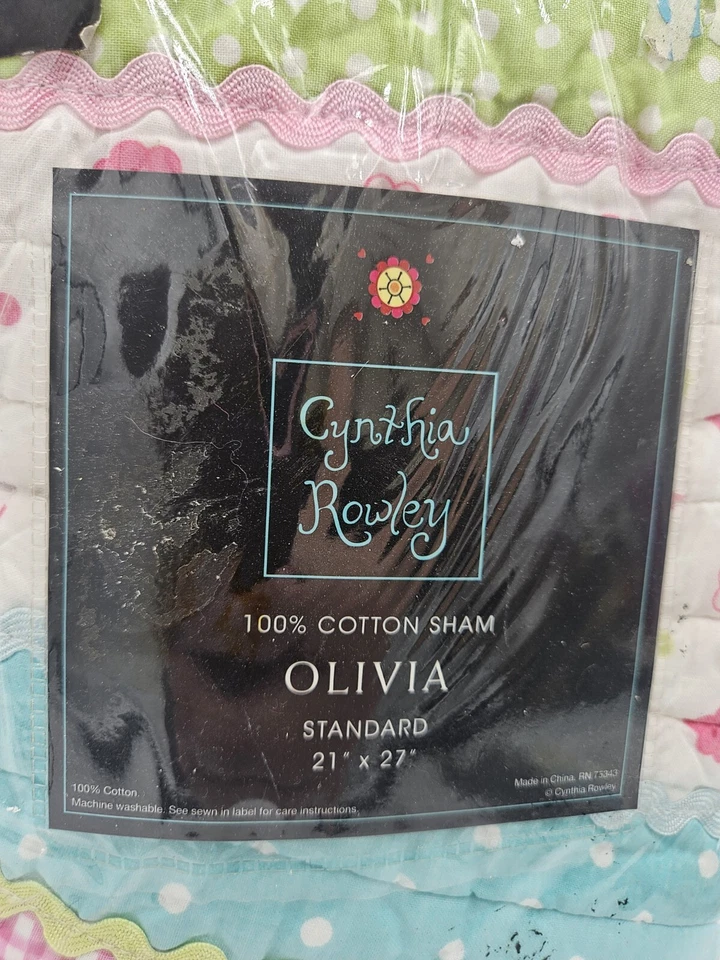 Cynthia
Rowley
100% COTTON SHAM
OLIVIA
STANDARD
21" x 27"
100% Cotton.
Machine washable. See sewn in label for care instructions.
Made in China. RN 73343
© Cynthia Rowley